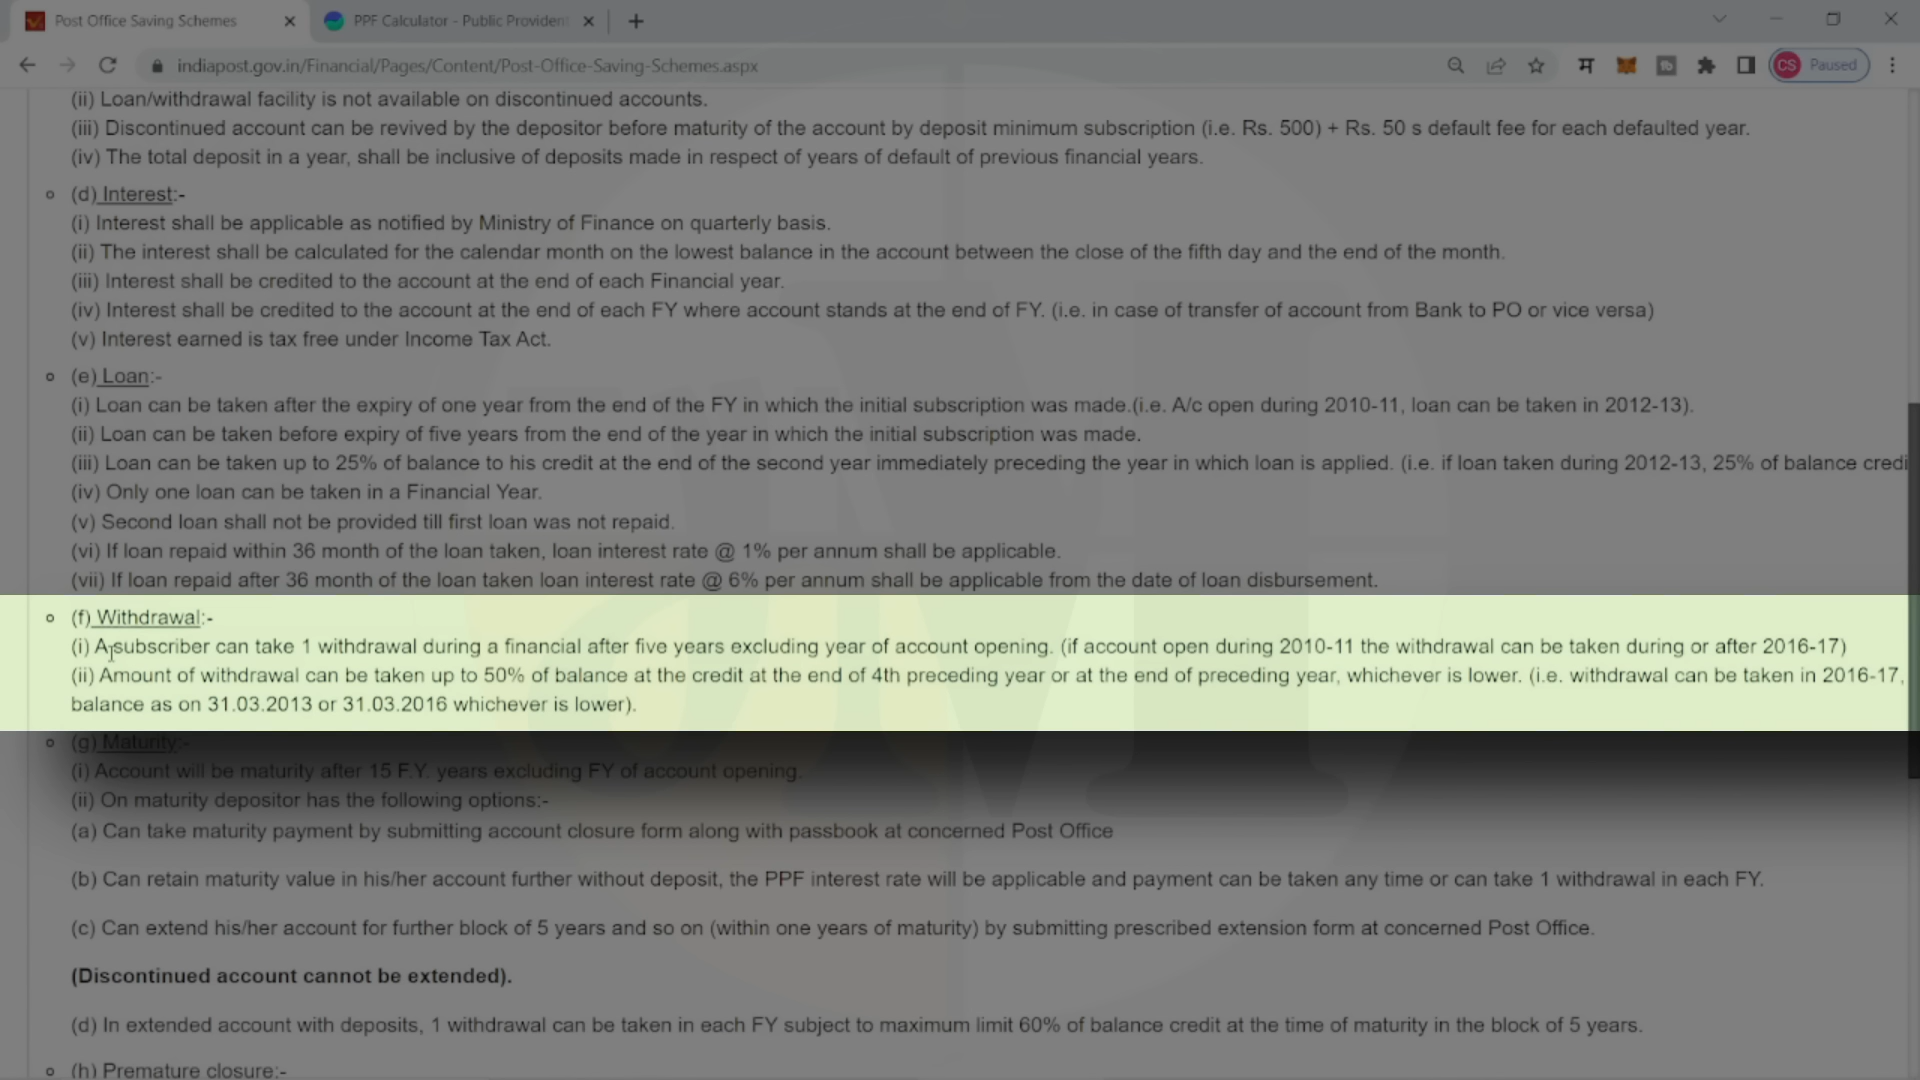 Post Office Saving Schemes
PPF Calculator - Public Provident
indiapost.gov.in/Financial/Pages/Content/Post-Office-Saving-Schemes.aspx
म
CS Paused
(ii) Loan/withdrawal facility is not available on discontinued accounts.
(iii) Discontinued account can be revived by the depositor before maturity of the account by deposit minimum subscription (i.e. Rs. 500) + Rs. 50 s default fee for each defaulted year.
(iv) The total deposit in a year, shall be inclusive of deposits made in respect of years of default of previous financial years.
(d) Interest:-
(i) Interest shall be applicable as notified by Ministry of Finance on quarterly basis.
(ii) The interest shall be calculated for the calendar month on the lowest balance in the account between the close of the fifth day and the end of the month.
(iii) Interest shall be credited to the account at the end of each Financial year.
(iv) Interest shall be credited to the account at the end of each FY where account stands at the end of FY. (i.e. in case of transfer of account from Bank to PO or vice versa)
(v) Interest earned is tax free under Income Tax Act.
(e) Loan:-
(i) Loan can be taken after the expiry of one year from the end of the FY in which the initial subscription was made.(i.e. A/c open during 2010-11, loan can be taken in 2012-13).
(ii) Loan can be taken before expiry of five years from the end of the year in which the initial subscription was made.
(iii) Loan can be taken up to 25% of balance to his credit at the end of the second year immediately preceding the year in which loan is applied. (i.e. if loan taken during 2012-13, 25% of balance credi
(iv) Only one loan can be taken in a Financial Year.
(v) Second loan shall not be provided till first loan was not repaid.
(vi) If loan repaid within 36 month of the loan taken, loan interest rate @ 1% per annum shall be applicable.
(vii) If loan repaid after 36 month of the loan taken loan interest rate @ 6% per annum shall be applicable from the date of loan disbursement.
(f) Withdrawal:-
(i) A subscriber can take 1 withdrawal during a financial after five years excluding year of account opening. (if account open during 2010-11 the withdrawal can be taken during or after 2016-17)
(ii) Amount of withdrawal can be taken up to 50% of balance at the credit at the end of 4th preceding year or at the end of preceding year, whichever is lower. (i.e. withdrawal can be taken in 2016-17,
balance as on 31.03.2013 or 31.03.2016 whichever is lower).
(g) Maturity:-
(i) Account will be maturity after 15 F.Y. years excluding FY of account opening.
(ii) On maturity depositor has the following options:-
(a) Can take maturity payment by submitting account closure form along with passbook at concerned Post Office
(b) Can retain maturity value in his/her account further without deposit, the PPF interest rate will be applicable and payment can be taken any time or can take 1 withdrawal in each FY.
(c) Can extend his/her account for further block of 5 years and so on (within one years of maturity) by submitting prescribed extension form at concerned Post Office.
(Discontinued account cannot be extended).
(d) In extended account with deposits, 1 withdrawal can be taken in each FY subject to maximum limit 60% of balance credit at the time of maturity in the block of 5 years.
(h) Premature closure:-